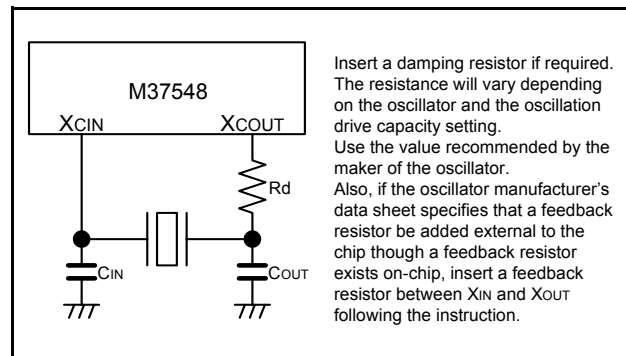 M37548
XCIN
XCOUT
Rd
CIN
COUT
Insert a damping resistor if required.
The resistance will vary depending
on the oscillator and the oscillation
drive capacity setting.
Use the value recommended by the
maker of the oscillator.
Also, if the oscillator manufacturer's
data sheet specifies that a feedback
resistor be added external to the
chip though a feedback resistor
exists on-chip, insert a feedback
resistor between XIN and XOUT
following the instruction.